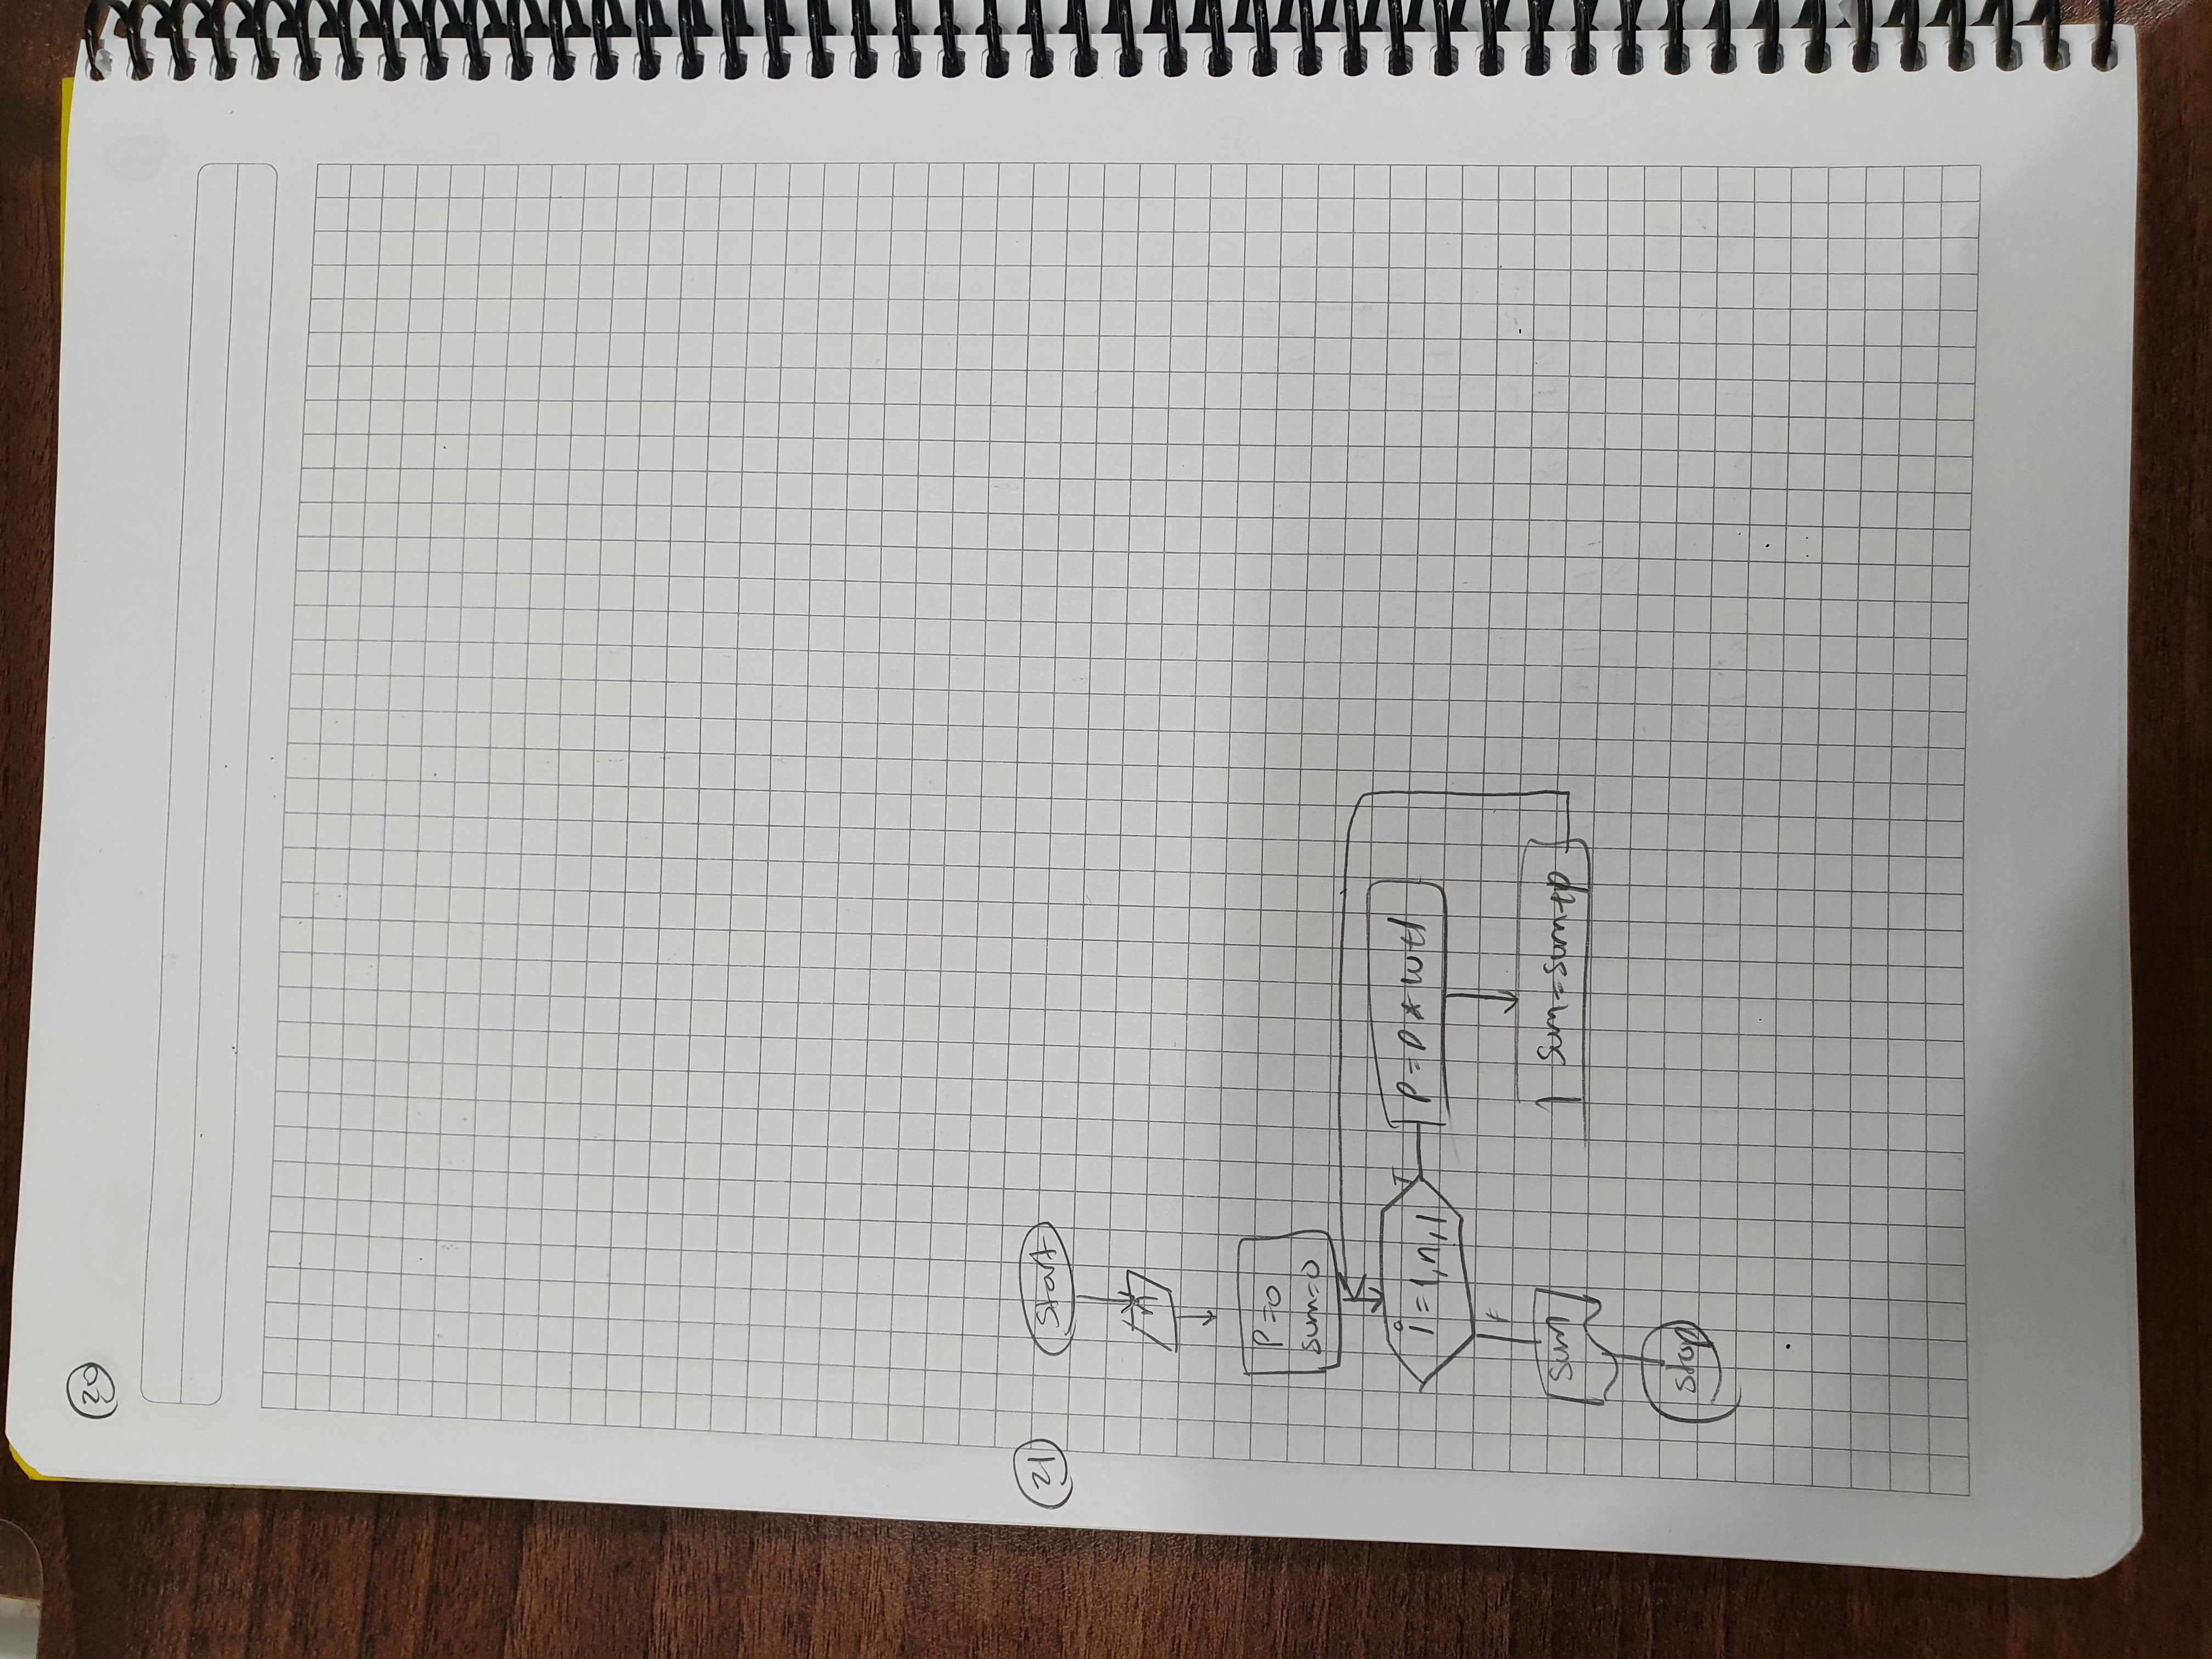 20
21
start
n
P=0
sum=0
i=1,n,1
T
P=P*10+1
F
sum
sum=sum+p
stop